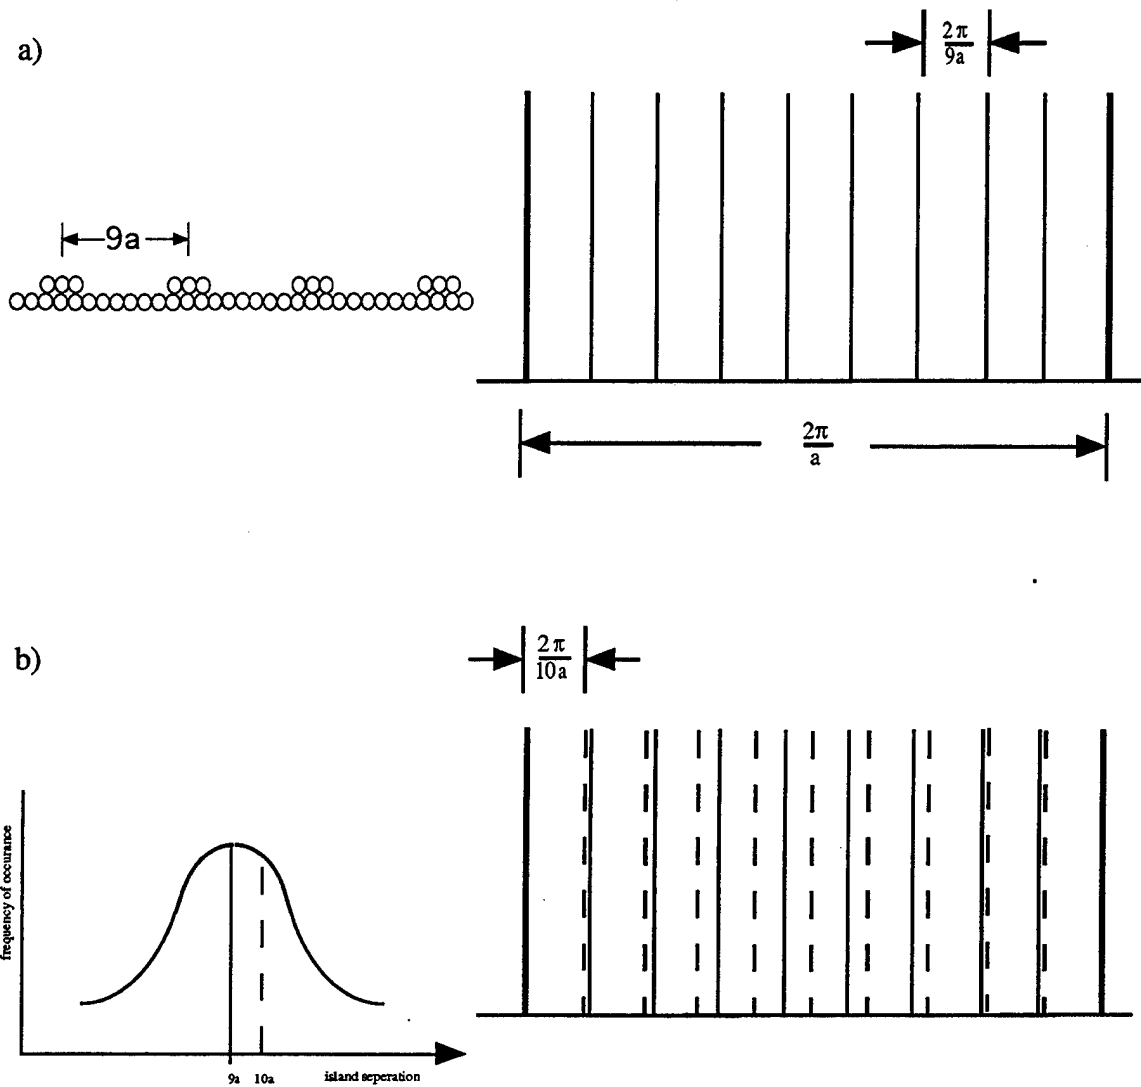 a)
2π
9a
9a
2π
a
b)
2π
10a
frequency of occurance
9a 10a island seperation